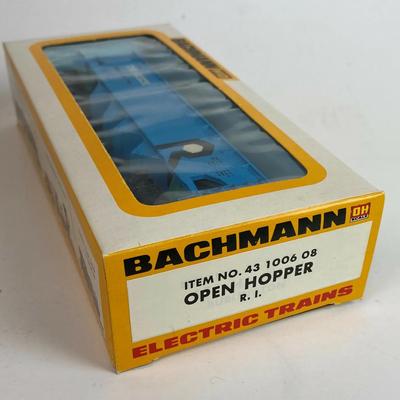 BACHMANN
HO
ITEM NO. 43 1006 08
OPEN HOPPER
R. I.
ELECTRIC TRAINS